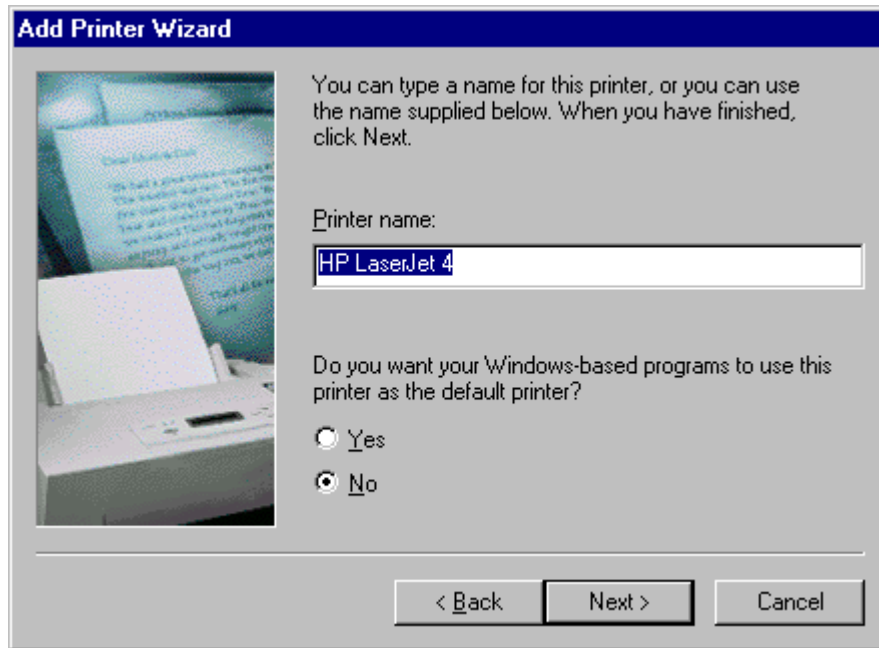 Add Printer Wizard
You can type a name for this printer, or you can use
the name supplied below. When you have finished,
click Next.
Printer name:
HP LaserJet 4
Do you want your Windows-based programs to use this
printer as the default printer?
Yes
No
< Back
Next >
Cancel